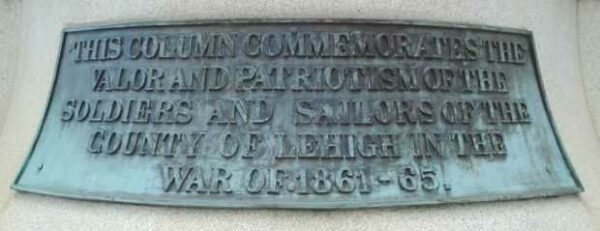 THIS COLUMN COMMEMORATES THE
VALOR AND PATRIOTISM OF THE
SOLDIERS AND SAILORS OF THE
COUNTY OF LEHIGH IN THE
WAR OF 1861-65.